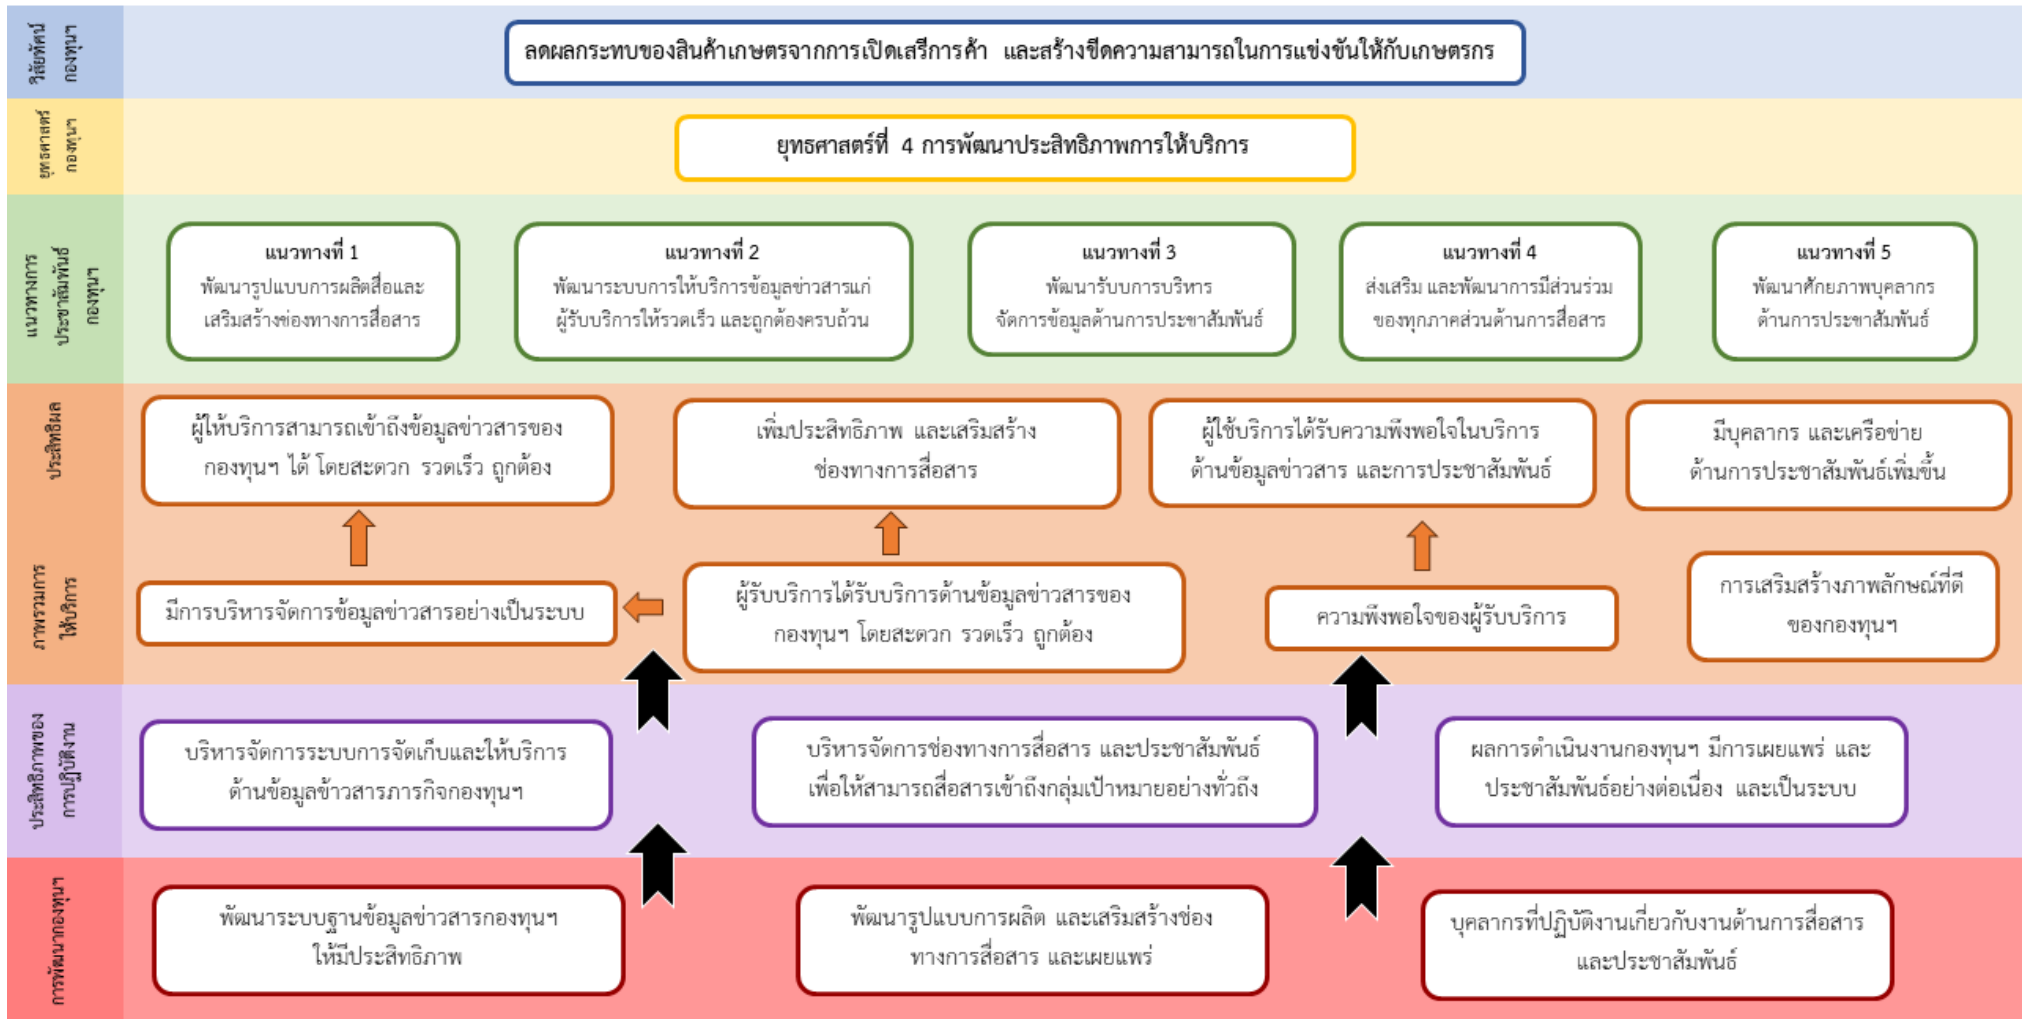 วิสัยทัศน์
กองทุนฯ
ลดผลกระทบของสินค้าเกษตรจากการเปิดเสรีการค้า และสร้างขีดความสามารถในการแข่งขันให้กับเกษตรกร
ยุทธศาสตร์
กองทุนฯ
ยุทธศาสตร์ที่ 4 การพัฒนาประสิทธิภาพการให้บริการ
แนวทางการ
ประชาสัมพันธ์
กองทุนฯ
แนวทางที่ 1
พัฒนารูปแบบการผลิตสื่อและ
เสริมสร้างช่องทางการสื่อสาร
แนวทางที่ 2
พัฒนาระบบการให้บริการข้อมูลข่าวสารแก่
ผู้รับบริการให้รวดเร็ว และถูกต้องครบถ้วน
แนวทางที่ 3
พัฒนารับบการบริหาร
จัดการข้อมูลด้านการประชาสัมพันธ์
แนวทางที่ 4
ส่งเสริม และพัฒนาการมีส่วนร่วม
ของทุกภาคส่วนด้านการสื่อสาร
แนวทางที่ 5
พัฒนาศักยภาพบุคลากร
ด้านการประชาสัมพันธ์
ประสิทธิผล
ผู้ให้บริการสามารถเข้าถึงข้อมูลข่าวสารของ
กองทุนฯ ได้ โดยสะดวก รวดเร็ว ถูกต้อง
เพิ่มประสิทธิภาพ และเสริมสร้าง
ช่องทางการสื่อสาร
ผู้ใช้บริการได้รับความพึงพอใจในบริการ
ด้านข้อมูลข่าวสาร และการประชาสัมพันธ์
มีบุคลากร และเครือข่าย
ด้านการประชาสัมพันธ์เพิ่มขึ้น
ภาพรวมการ
ให้บริการ
มีการบริหารจัดการข้อมูลข่าวสารอย่างเป็นระบบ
ผู้รับบริการได้รับบริการด้านข้อมูลข่าวสารของ
กองทุนฯ โดยสะดวก รวดเร็ว ถูกต้อง
ความพึงพอใจของผู้รับบริการ
การเสริมสร้างภาพลักษณ์ที่ดี
ของกองทุนฯ
ประสิทธิภาพของ
การปฏิบัติงาน
บริหารจัดการระบบการจัดเก็บและให้บริการ
ด้านข้อมูลข้าวสารภารกิจกองทุนฯ
บริหารจัดการช่องทางการสื่อสาร และประชาสัมพันธ์
เพื่อให้สามารถสื่อสารเข้าถึงกลุ่มเป้าหมายอย่างทั่วถึง
ผลการดำเนินงานกองทุนฯ มีการเผยแพร่ และ
ประชาสัมพันธ์อย่างต่อเนื่อง และเป็นระบบ
การพัฒนากองทุนฯ
พัฒนาระบบฐานข้อมูลข่าวสารกองทุนฯ
ให้มีประสิทธิภาพ
พัฒนารูปแบบการผลิต และเสริมสร้างช่อง
ทางการสื่อสาร และเผยแพร่
บุคลากรที่ปฏิบัติงานเกี่ยวกับงานด้านการสื่อสาร
และประชาสัมพันธ์